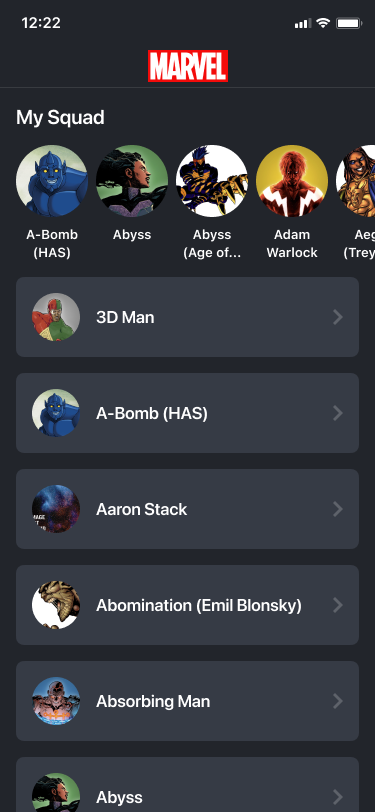 12:22
MARVEL
My Squad
A-Bomb
(HAS)
Abyss
Abyss
(Age of...
Adam
Warlock
Aeg
(Trey
3D Man
A-Bomb (HAS)
Aaron Stack
Abomination (Emil Blonsky)
Absorbing Man
Abyss